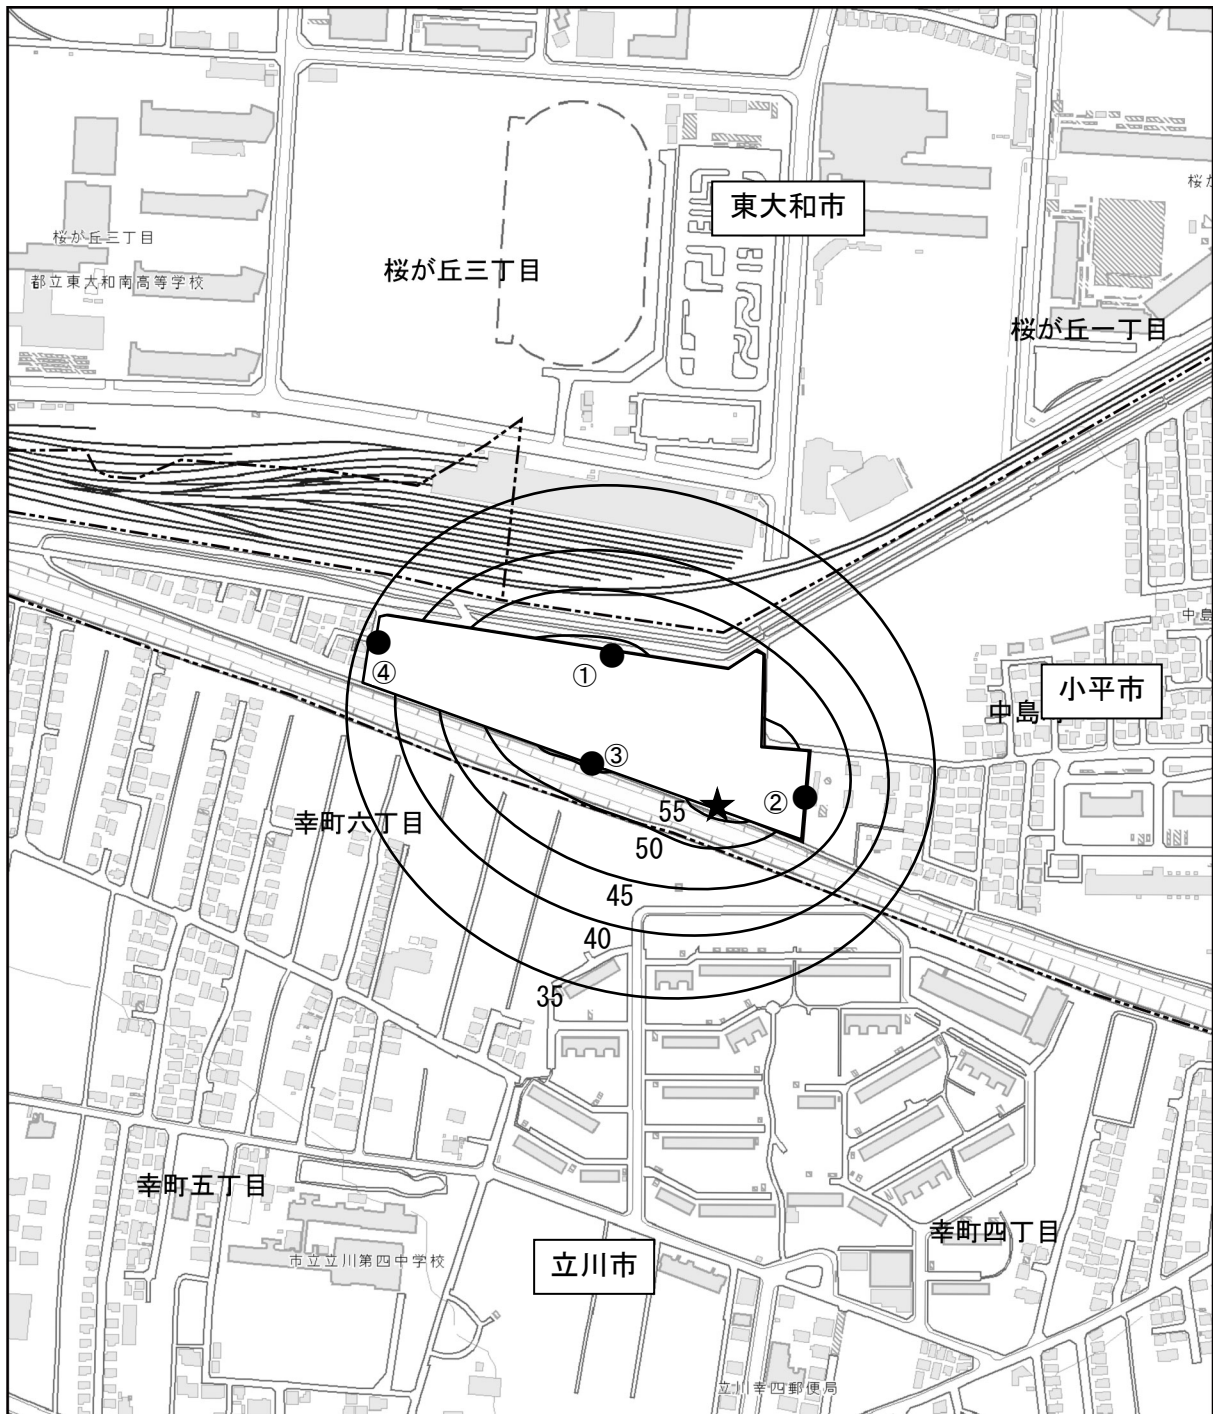 東大和市
桜が丘三丁目
桜が丘三丁目
都立東大和南高等学校
桜が丘一丁目
小平市
④
①
③
②
★
幸町六丁目
55
50
45
40
35
幸町五丁目
市立立川第四中学校
立川市
幸町四丁目
立川幸四郵便局